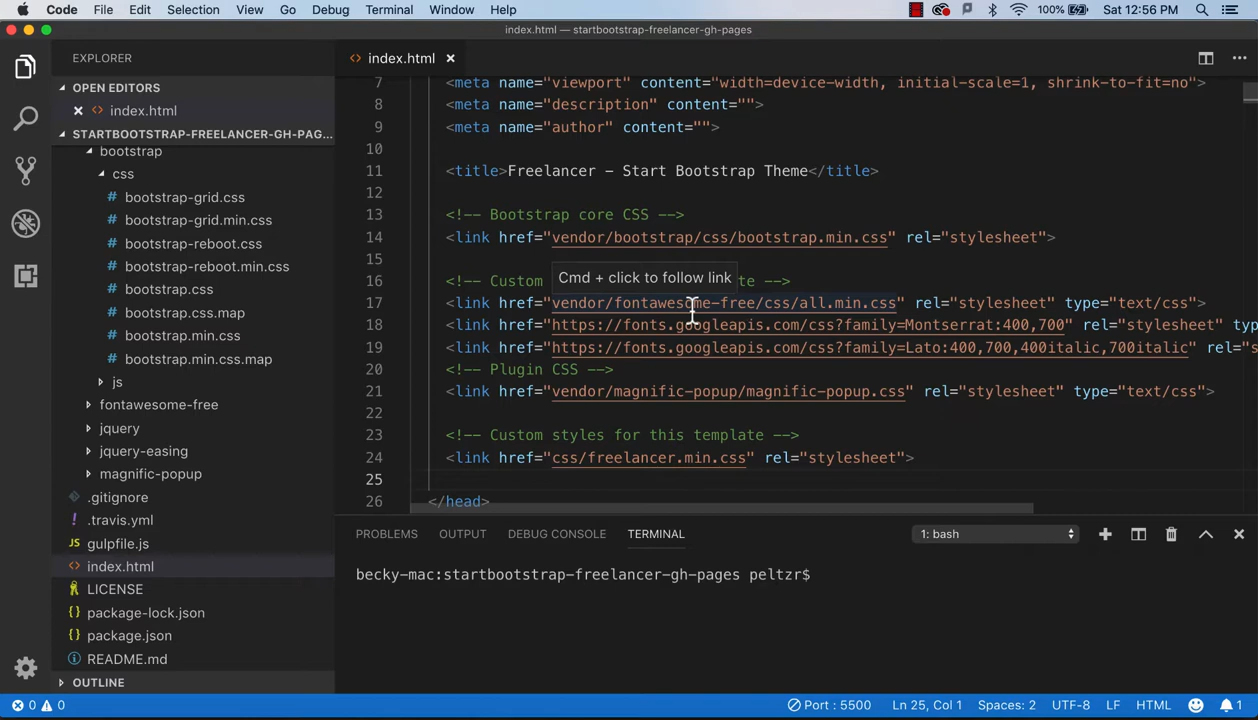 Code File Edit Selection View Go Debug Terminal Window Help 100% Sat 12:56 PM
index.html — startbootstrap-freelancer-gh-pages
EXPLORER
OPEN EDITORS
index.html
STARTBOOTSTRAP-FREELANCER-GH-PAG...
bootstrap
css
# bootstrap-grid.css
# bootstrap-grid.min.css
# bootstrap-reboot.css
# bootstrap-reboot.min.css
# bootstrap.css
# bootstrap.css.map
# bootstrap.min.css
# bootstrap.min.css.map
js
fontawesome-free
jquery
jquery-easing
magnific-popup
.gitignore
! .travis.yml
JS gulpfile.js
<> index.html
LICENSE
{} package-lock.json
{} package.json
README.md
OUTLINE
<> index.html
7 <meta name="viewport" content="width=device-width, initial-scale=1, shrink-to-fit=no">
8 <meta name="description" content="">
9 <meta name="author" content="">
10
11 <title>Freelancer - Start Bootstrap Theme</title>
12
13 <!-- Bootstrap core CSS -->
14 <link href="vendor/bootstrap/css/bootstrap.min.css" rel="stylesheet">
15
Cmd + click to follow link
16 <!-- Custom te -->
17 <link href="vendor/fontawesome-free/css/all.min.css" rel="stylesheet" type="text/css">
18 <link href="https://fonts.googleapis.com/css?family=Montserrat:400,700" rel="stylesheet" typ
19 <link href="https://fonts.googleapis.com/css?family=Lato:400,700,400italic,700italic" rel="s
20 <!-- Plugin CSS -->
21 <link href="vendor/magnific-popup/magnific-popup.css" rel="stylesheet" type="text/css">
22
23 <!-- Custom styles for this template -->
24 <link href="css/freelancer.min.css" rel="stylesheet">
25
26 </head>
PROBLEMS OUTPUT DEBUG CONSOLE TERMINAL 1: bash
becky-mac:startbootstrap-freelancer-gh-pages peltzr$
0 0 Port : 5500 Ln 25, Col 1 Spaces: 2 UTF-8 LF HTML 1